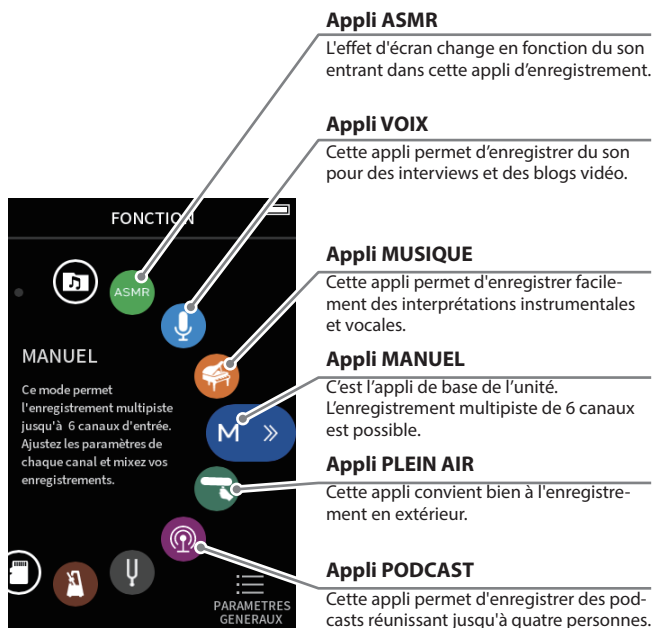 Appli ASMR
L'effet d'écran change en fonction du son
entrant dans cette appli d’enregistrement.
Appli VOIX
Cette appli permet d’enregistrer du son
pour des interviews et des blogs vidéo.
Appli MUSIQUE
Cette appli permet d'enregistrer facile-
ment des interprétations instrumentales
et vocales.
Appli MANUEL
C’est l’appli de base de l’unité.
L’enregistrement multipiste de 6 canaux
est possible.
Appli PLEIN AIR
Cette appli convient bien à l'enregistre-
ment en extérieur.
Appli PODCAST
Cette appli permet d'enregistrer des pod-
casts réunissant jusqu'à quatre personnes.
FONCTION
ASMR
MANUEL
Ce mode permet
l'enregistrement multipiste
jusqu'à 6 canaux d'entrée.
Ajustez les paramètres de
chaque canal et mixez vos
enregistrements.
M »
PARAMETRES
GENERAUX